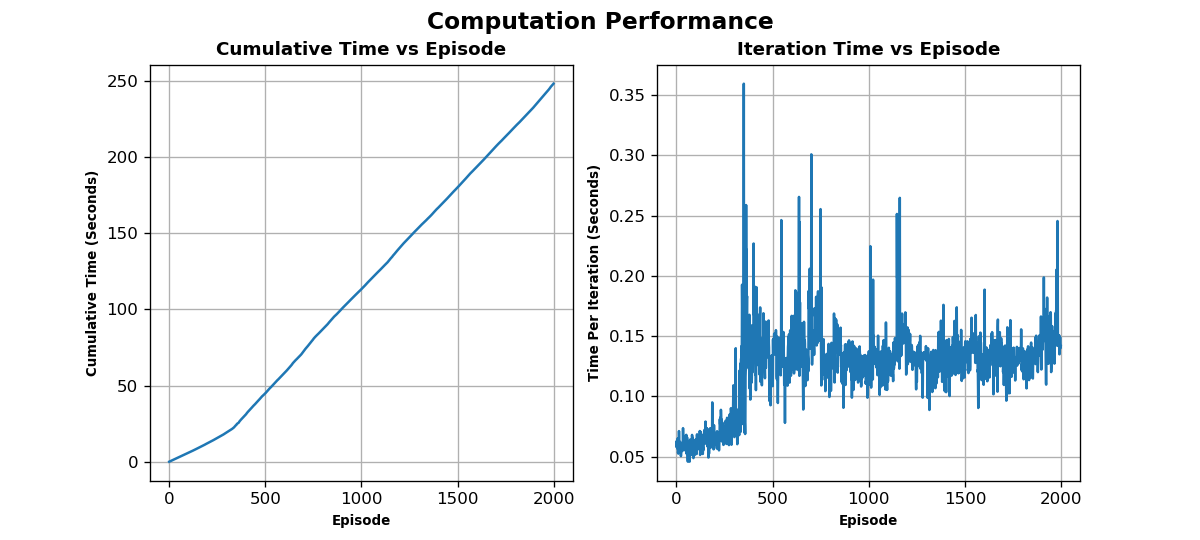 Computation Performance
Cumulative Time vs Episode
Cumulative Time (Seconds)
250
200
150
100
50
0
0 500 1000 1500 2000
Episode
Iteration Time vs Episode
Time Per Iteration (Seconds)
0.35
0.30
0.25
0.20
0.15
0.10
0.05
0 500 1000 1500 2000
Episode